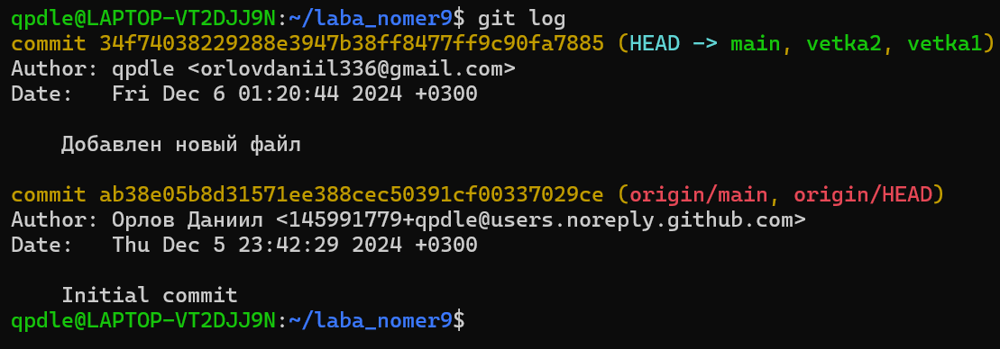 qpdle@LAPTOP-VT2DJJ9N:~/laba_nomer9$ git log
commit 34f74038229288e3947b38ff8477ff9c90fa7885 (HEAD -> main, vetka2, vetka1)
Author: qpdle <orlovdaniil336@gmail.com>
Date:   Fri Dec 6 01:20:44 2024 +0300
    Добавлен новый файл
commit ab38e05b8d31571ee388cec50391cf00337029ce (origin/main, origin/HEAD)
Author: Орлов Даниил <145991779+qpdle@users.noreply.github.com>
Date:   Thu Dec 5 23:42:29 2024 +0300
    Initial commit
qpdle@LAPTOP-VT2DJJ9N:~/laba_nomer9$